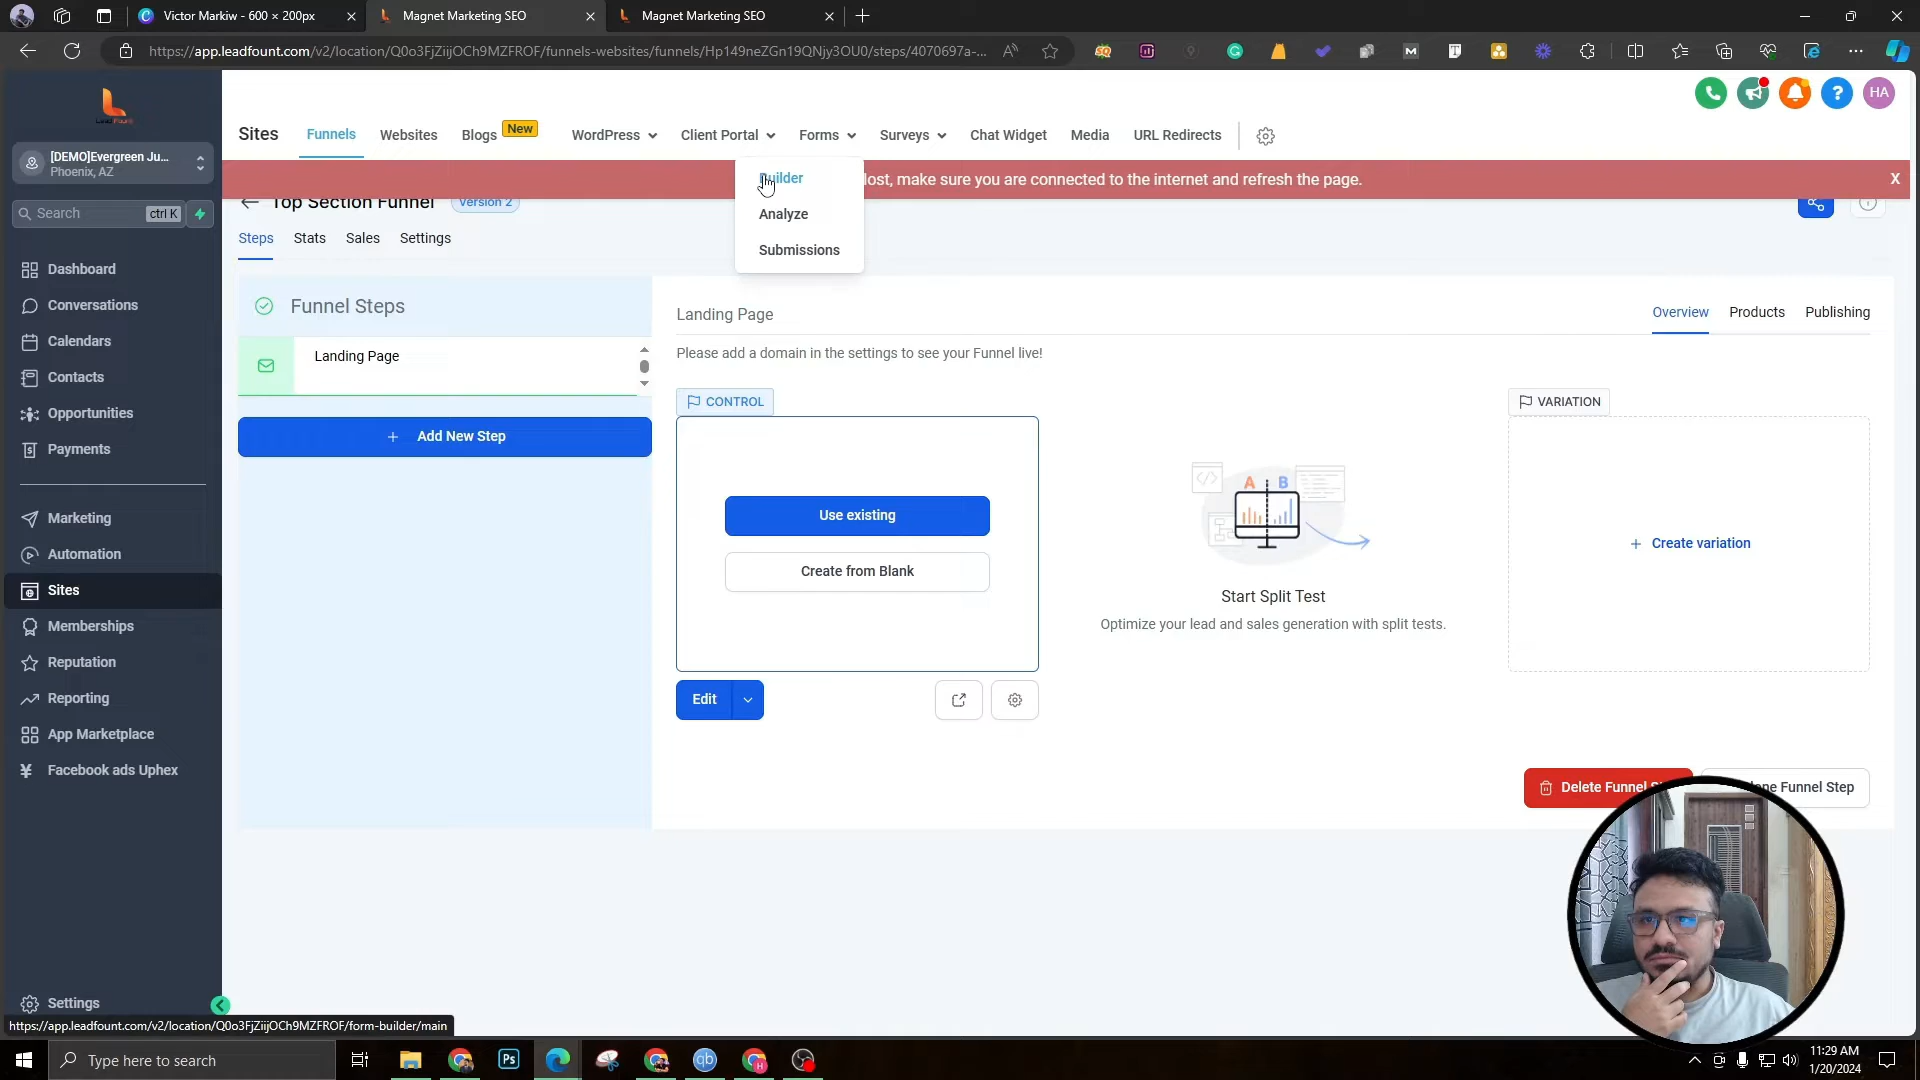 Victor Markiw - 600 × 200px
Magnet Marketing SEO
Magnet Marketing SEO
https://app.leadfount.com/v2/location/Q0o3FjZiijOCh9MZFROF/funnels-websites/funnels/Hp149neZGn19QNjy3OU0/steps/4070697a-...
HA
Sites
Funnels
Websites
Blogs
New
WordPress
Client Portal
Forms
Surveys
Chat Widget
Media
URL Redirects
[DEMO]Evergreen Ju...
Phoenix, AZ
Search
ctrl K
Builder
Analyze
Submissions
lost, make sure you are connected to the internet and refresh the page.
X
Top Section Funnel
Version 2
Steps
Stats
Sales
Settings
Dashboard
Conversations
Calendars
Contacts
Opportunities
Payments
Marketing
Automation
Sites
Memberships
Reputation
Reporting
App Marketplace
Facebook ads Uphex
Settings
Funnel Steps
Landing Page
Add New Step
Landing Page
Overview
Products
Publishing
Please add a domain in the settings to see your Funnel live!
CONTROL
Use existing
Create from Blank
Edit
A B
Start Split Test
Optimize your lead and sales generation with split tests.
VARIATION
Create variation
Delete Funnel
Funnel Step
https://app.leadfount.com/v2/location/Q0o3FjZiijOCh9MZFROF/form-builder/main
Type here to search
11:29 AM
1/20/2024